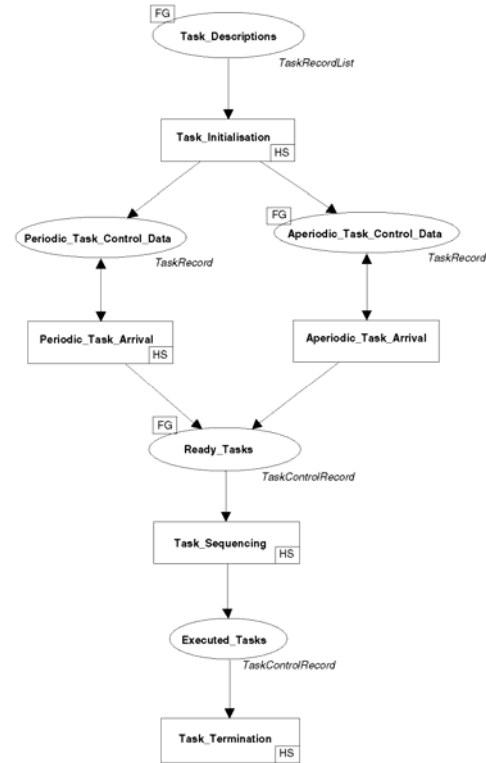 FG
Task_Descriptions
TaskRecordList
Task_Initialisation
HS
FG
Periodic_Task_Control_Data
Aperiodic_Task_Control_Data
TaskRecord
TaskRecord
Periodic_Task_Arrival
Aperiodic_Task_Arrival
HS
FG
Ready_Tasks
TaskControlRecord
Task_Sequencing
HS
Executed_Tasks
TaskControlRecord
Task_Termination
HS